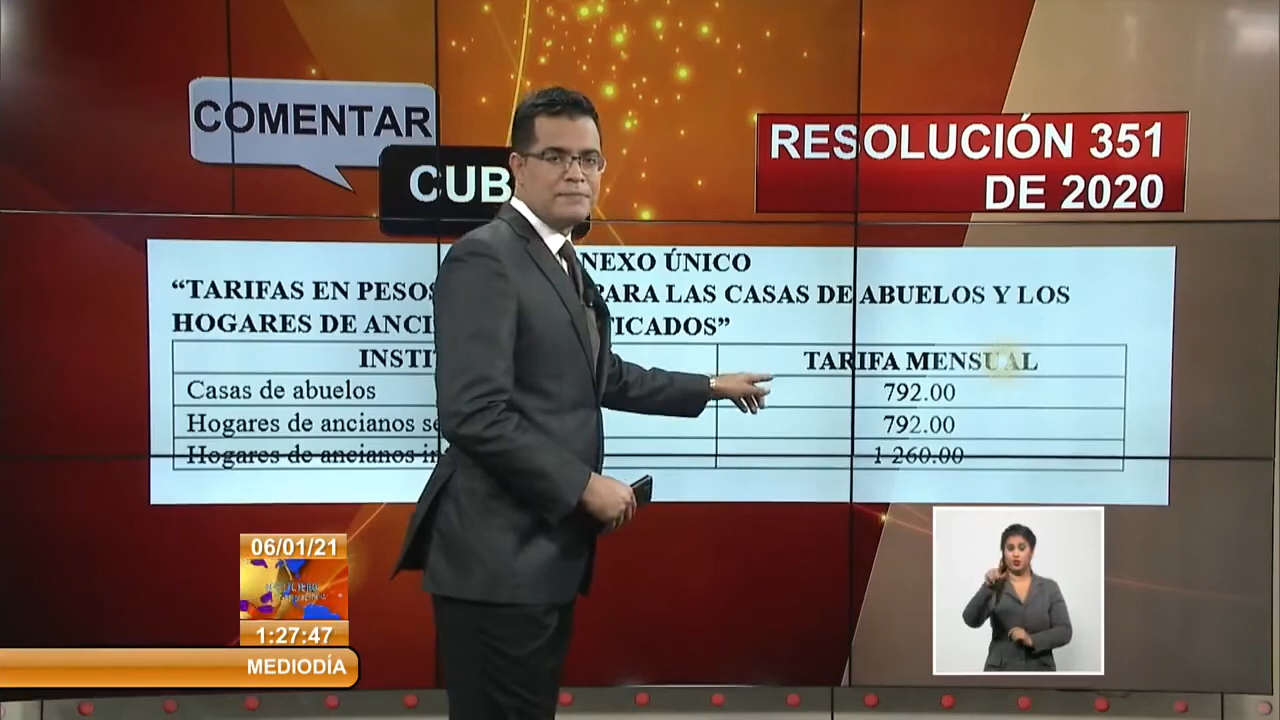 COMENTAR
CUB
RESOLUCIÓN 351
DE 2020
NEXO ÚNICO
“TARIFAS EN PESOS PARA LAS CASAS DE ABUELOS Y LOS
HOGARES DE ANCI TICADOS”
INSTIT TARIFA MENSUAL
Casas de abuelos 792.00
Hogares de ancianos se 792.00
Hogares de ancianos in 1 260.00
06/01/21
1:27:47
MEDIODÍA